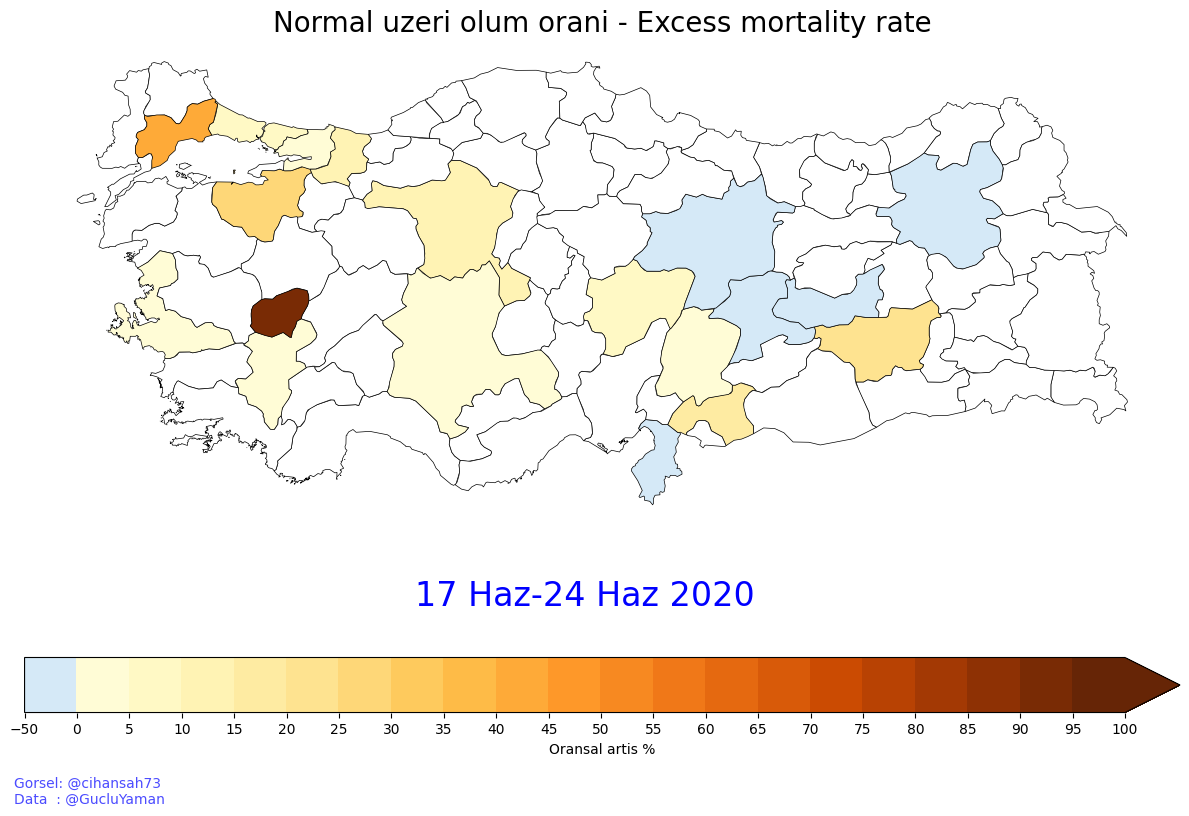 Normal uzeri olum orani - Excess mortality rate
17 Haz-24 Haz 2020
−50 0 5 10 15 20 25 30 35 40 45 50 55 60 65 70 75 80 85 90 95 100
Oransal artis %
Gorsel: @cihansah73
Data : @GucluYaman